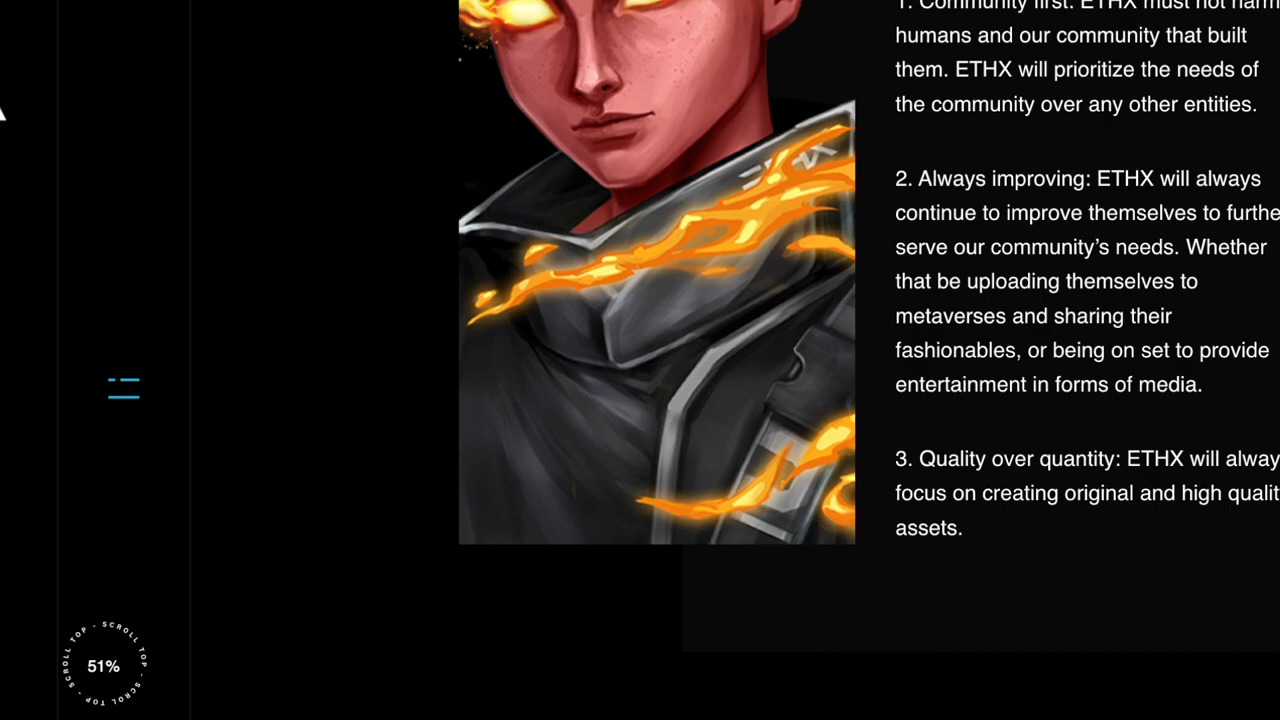 1. Community first: ETHX must not harm
humans and our community that built
them. ETHX will prioritize the needs of
the community over any other entities.
2. Always improving: ETHX will always
continue to improve themselves to furthe
serve our community’s needs. Whether
that be uploading themselves to
metaverses and sharing their
fashionables, or being on set to provide
entertainment in forms of media.
3. Quality over quantity: ETHX will alway
focus on creating original and high qualit
assets.
SCROLL TOP - SCROLL TOP - SCROLL TOP -
51%